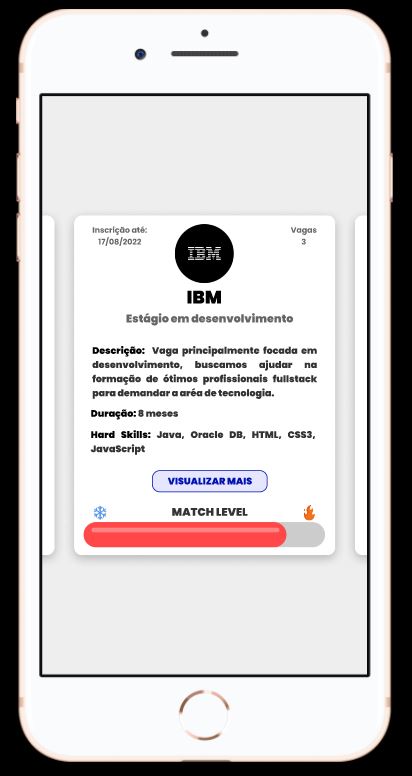 Inscrição até:
17/08/2022
Vagas
3
IBM
IBM
Estágio em desenvolvimento
Descrição: Vaga principalmente focada em
desenvolvimento, buscamos ajudar na
formação de ótimos profissionais fullstack
para demandar a aréa de tecnologia.
Duração: 8 meses
Hard Skills: Java, Oracle DB, HTML, CSS3,
JavaScript
VISUALIZAR MAIS
MATCH LEVEL